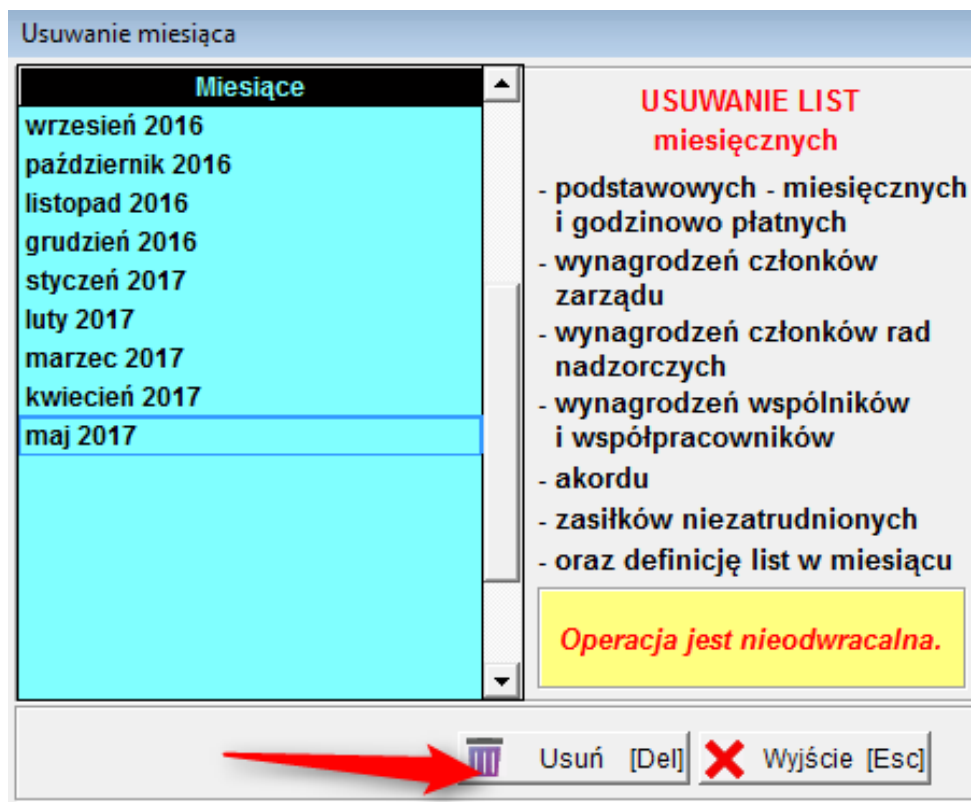 Usuwanie miesiąca
Miesiące
wrzesień 2016
październik 2016
listopad 2016
grudzień 2016
styczeń 2017
luty 2017
marzec 2017
kwiecień 2017
maj 2017
USUWANIE LIST
miesięcznych
- podstawowych - miesięcznych
i godzinowo płatnych
- wynagrodzeń członków
zarządu
- wynagrodzeń członków rad
nadzorczych
- wynagrodzeń wspólników
i współpracowników
- akordu
- zasiłków niezatrudnionych
- oraz definicję list w miesiącu
Operacja jest nieodwracalna.
Usuń [Del] Wyjście [Esc]